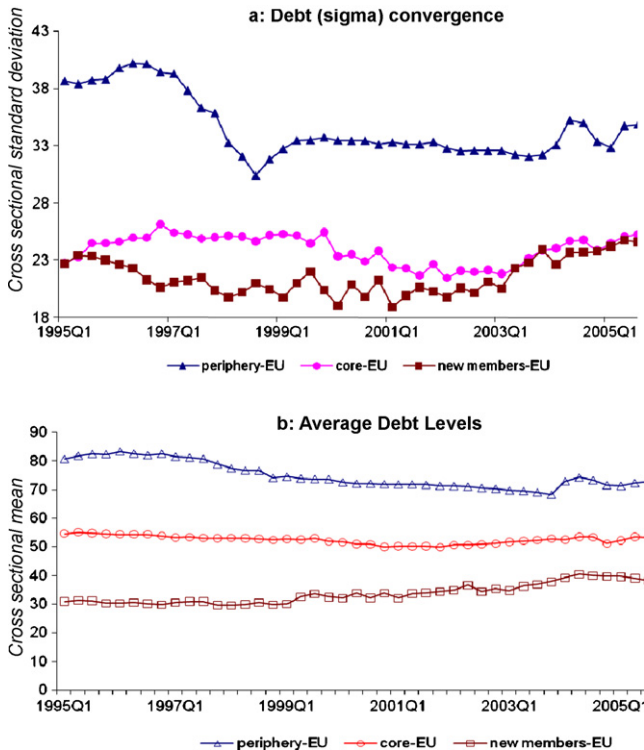 a: Debt (sigma) convergence
Cross sectional standard deviation
43
38
33
28
23
18
1995Q1 1997Q1 1999Q1 2001Q1 2003Q1 2005Q1
periphery-EU core-EU new members-EU
b: Average Debt Levels
Cross sectional mean
90
80
70
60
50
40
30
20
10
0
1995Q1 1997Q1 1999Q1 2001Q1 2003Q1 2005Q1
periphery-EU core-EU new members-EU